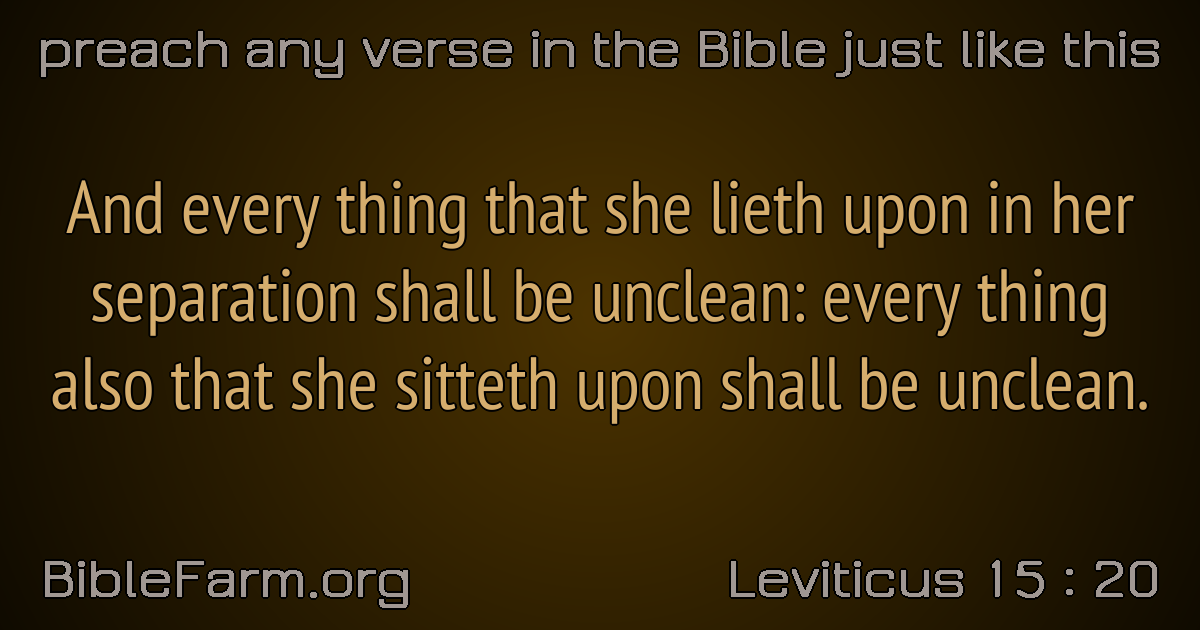 preach any verse in the Bible just like this
And every thing that she lieth upon in her
separation shall be unclean: every thing
also that she sitteth upon shall be unclean.
BibleFarm.org
Leviticus 15 : 20